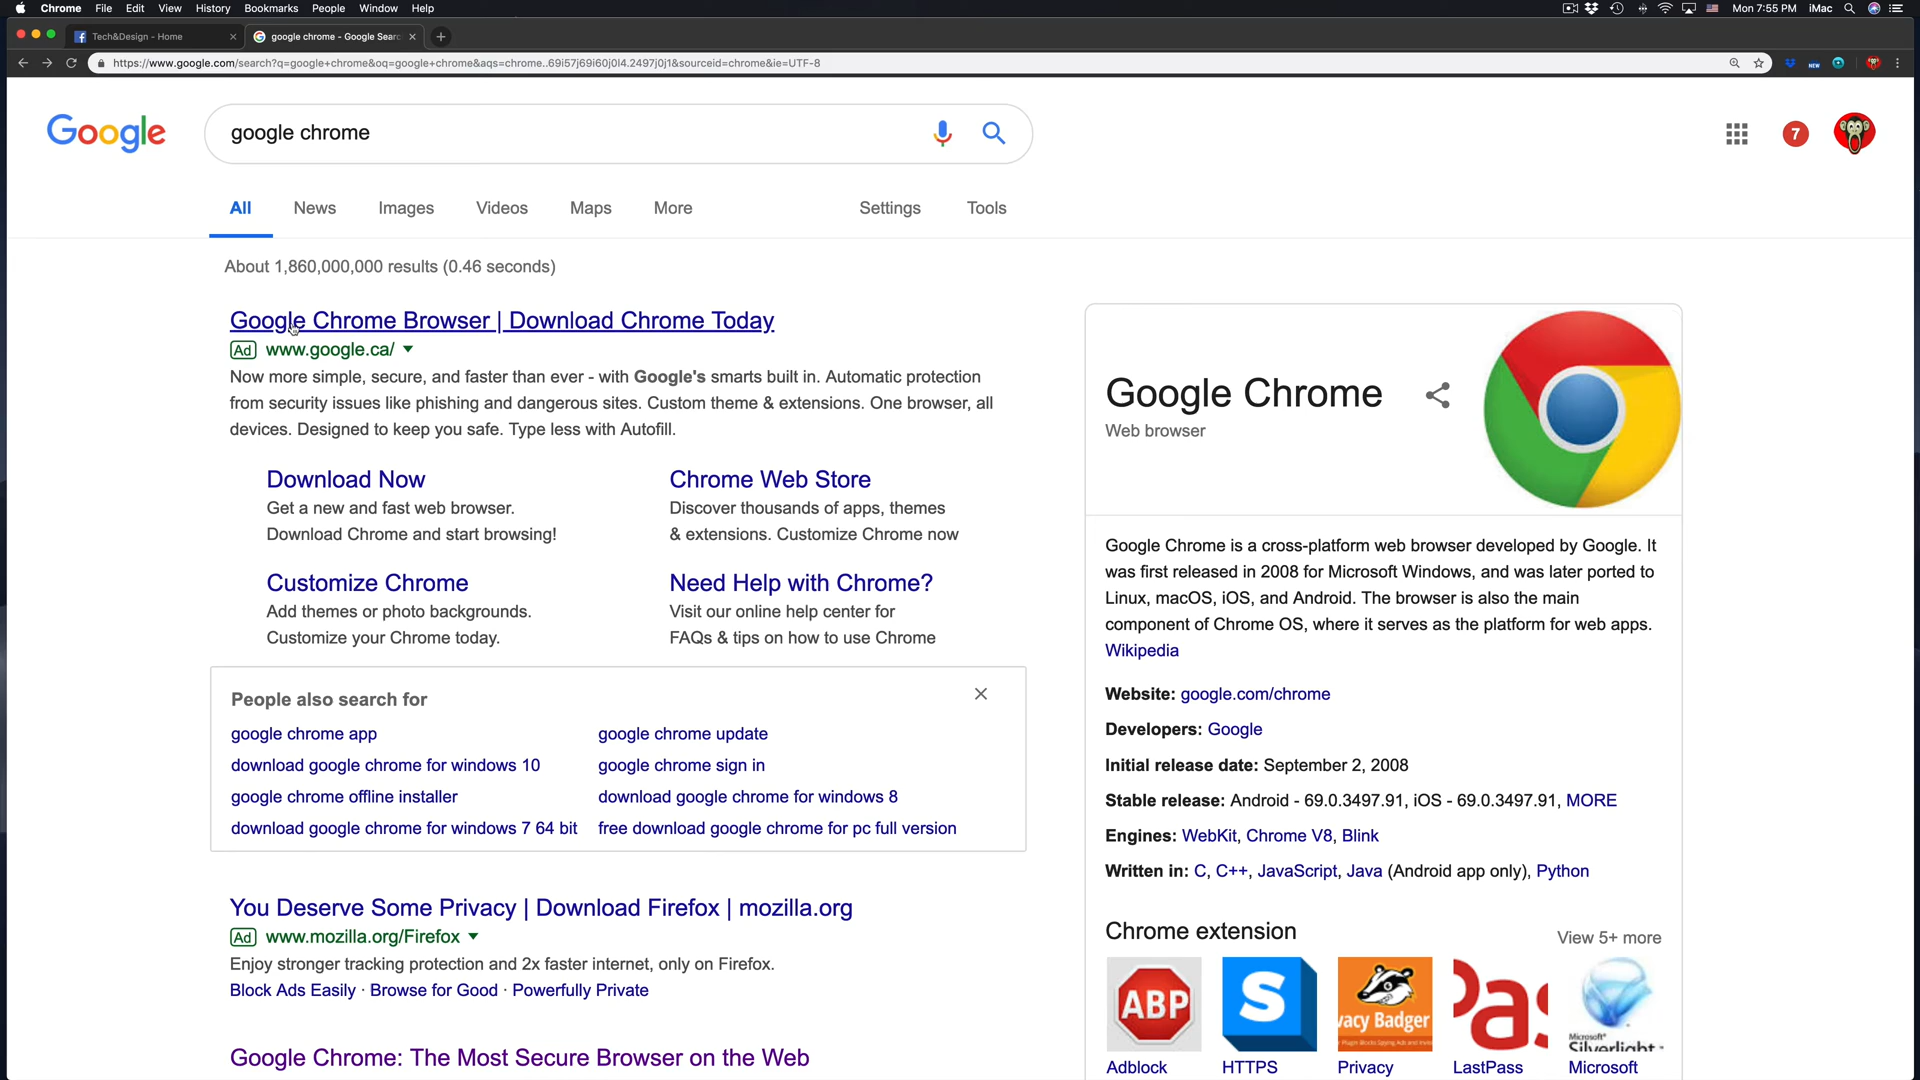 Chrome File Edit View History Bookmarks People Window Help
Mon 7:55 PM iMac
Tech&Design - Home
google chrome - Google Sear
https://www.google.com/search?q=google+chrome&oq=google+chrome&aqs=chrome..69i57j69i60j0l4.2497j0j1&sourceid=chrome&ie=UTF-8
NEW
Google
google chrome
7
All News Images Videos Maps More Settings Tools
About 1,860,000,000 results (0.46 seconds)
Google Chrome Browser | Download Chrome Today
Ad www.google.ca/
Now more simple, secure, and faster than ever - with Google's smarts built in. Automatic protection
from security issues like phishing and dangerous sites. Custom theme & extensions. One browser, all
devices. Designed to keep you safe. Type less with Autofill.
Download Now
Get a new and fast web browser.
Download Chrome and start browsing!
Chrome Web Store
Discover thousands of apps, themes
& extensions. Customize Chrome now
Customize Chrome
Add themes or photo backgrounds.
Customize your Chrome today.
Need Help with Chrome?
Visit our online help center for
FAQs & tips on how to use Chrome
People also search for
google chrome app
google chrome update
download google chrome for windows 10
google chrome sign in
google chrome offline installer
download google chrome for windows 8
download google chrome for windows 7 64 bit
free download google chrome for pc full version
You Deserve Some Privacy | Download Firefox | mozilla.org
Ad www.mozilla.org/Firefox
Enjoy stronger tracking protection and 2x faster internet, only on Firefox.
Block Ads Easily · Browse for Good · Powerfully Private
Google Chrome: The Most Secure Browser on the Web
Google Chrome
Web browser
Google Chrome is a cross-platform web browser developed by Google. It
was first released in 2008 for Microsoft Windows, and was later ported to
Linux, macOS, iOS, and Android. The browser is also the main
component of Chrome OS, where it serves as the platform for web apps.
Wikipedia
Website: google.com/chrome
Developers: Google
Initial release date: September 2, 2008
Stable release: Android - 69.0.3497.91, iOS - 69.0.3497.91, MORE
Engines: WebKit, Chrome V8, Blink
Written in: C, C++, JavaScript, Java (Android app only), Python
Chrome extension
View 5+ more
ABP
S
vacy Badger
Pas
Microsoft
Silverlight
Adblock
HTTPS
Privacy
LastPass
Microsoft